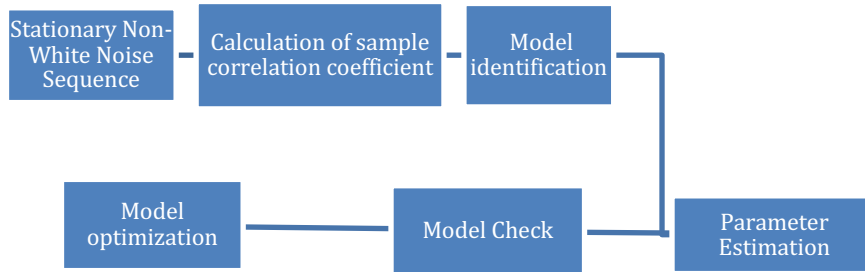 Stationary Non-
White Noise
Sequence
Calculation of sample
correlation coefficient
Model
identification
Parameter
Estimation
Model Check
Model
optimization